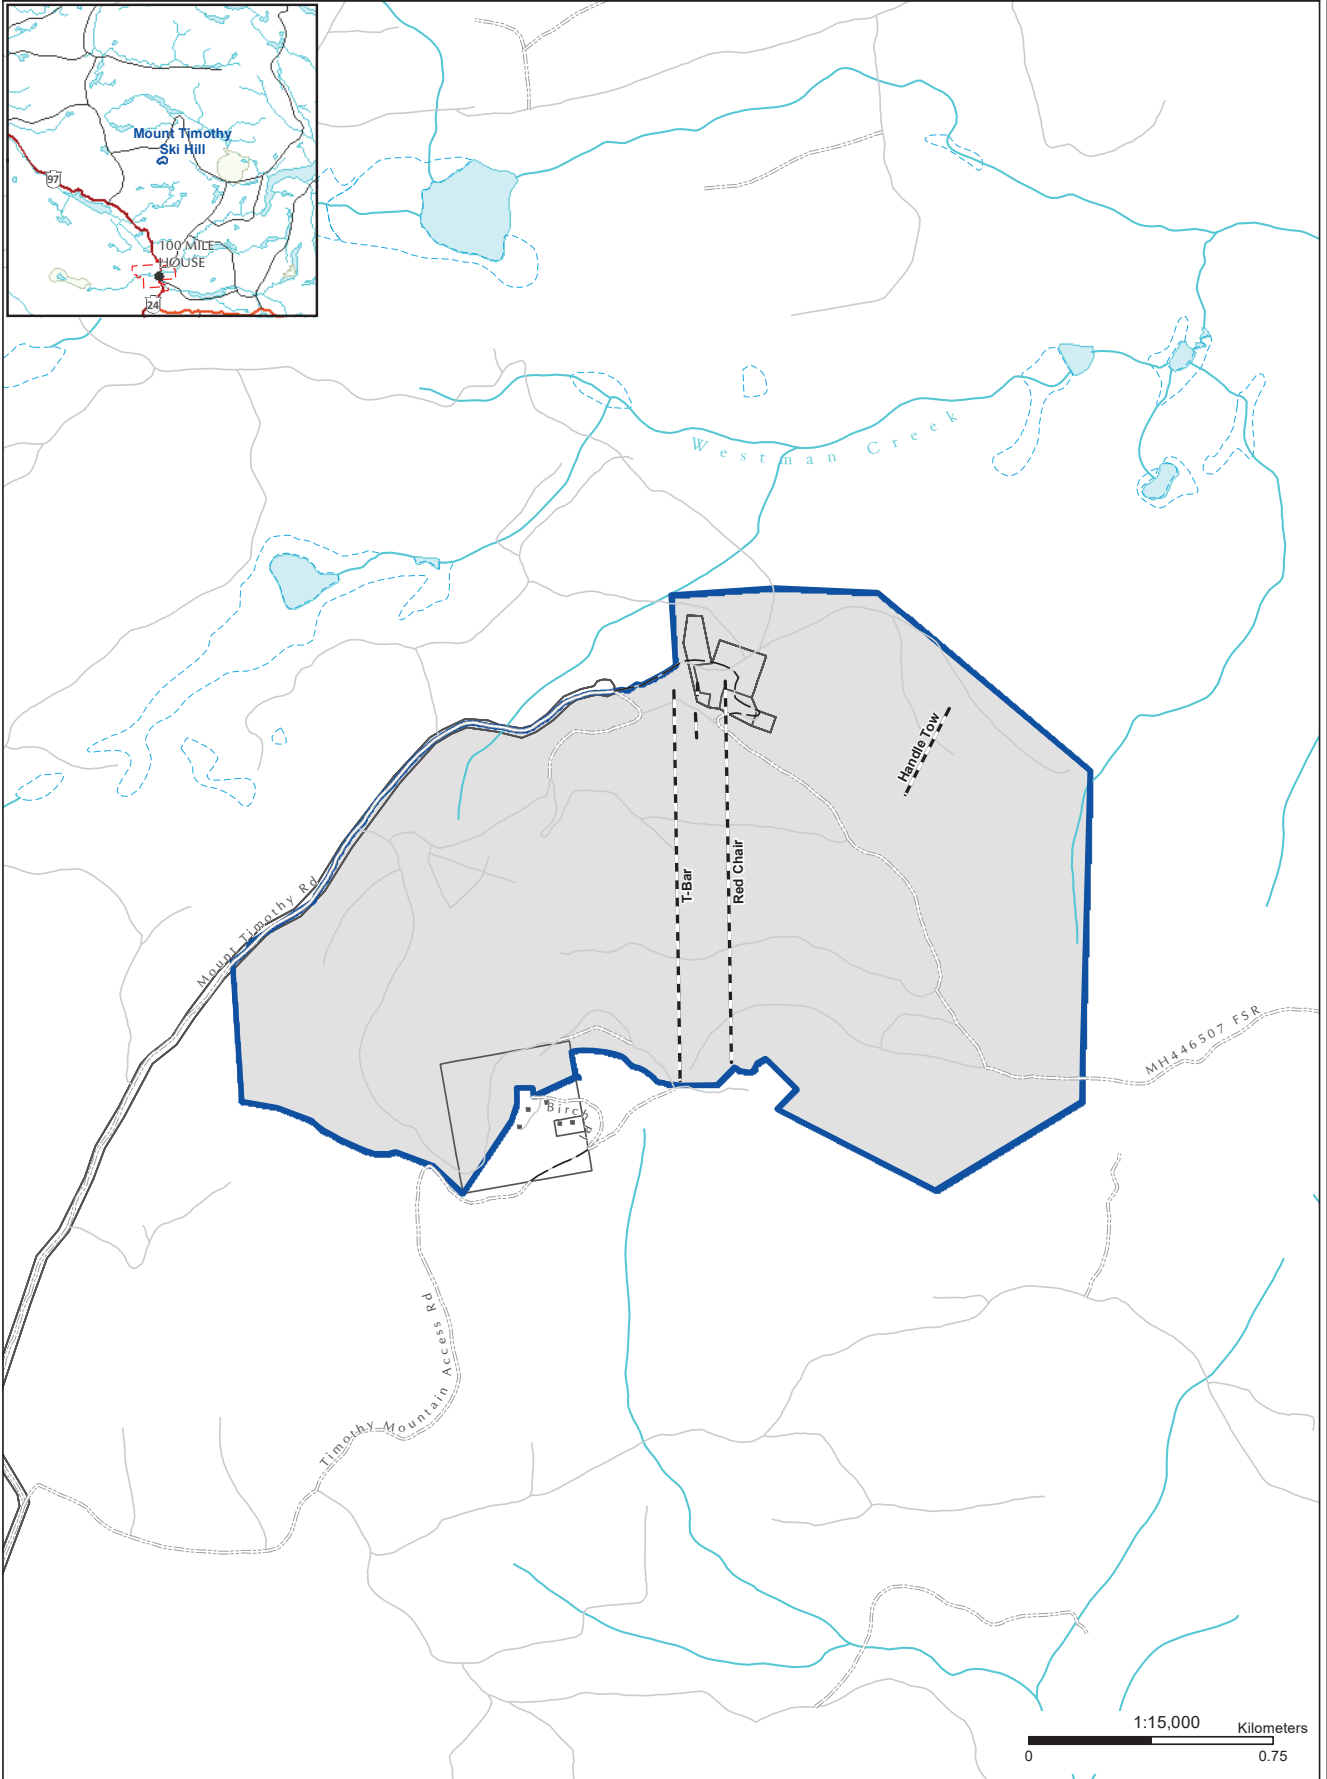 Mount Timothy
Ski Hill
97
100 MILE
HOUSE
24
Westman Creek
Handle Tow
T-Bar
Red Chair
Mount Timothy Rd
MH446507 FSR
Birch
Timothy Mountain Access Rd
1:15,000
Kilometers
0
0.75